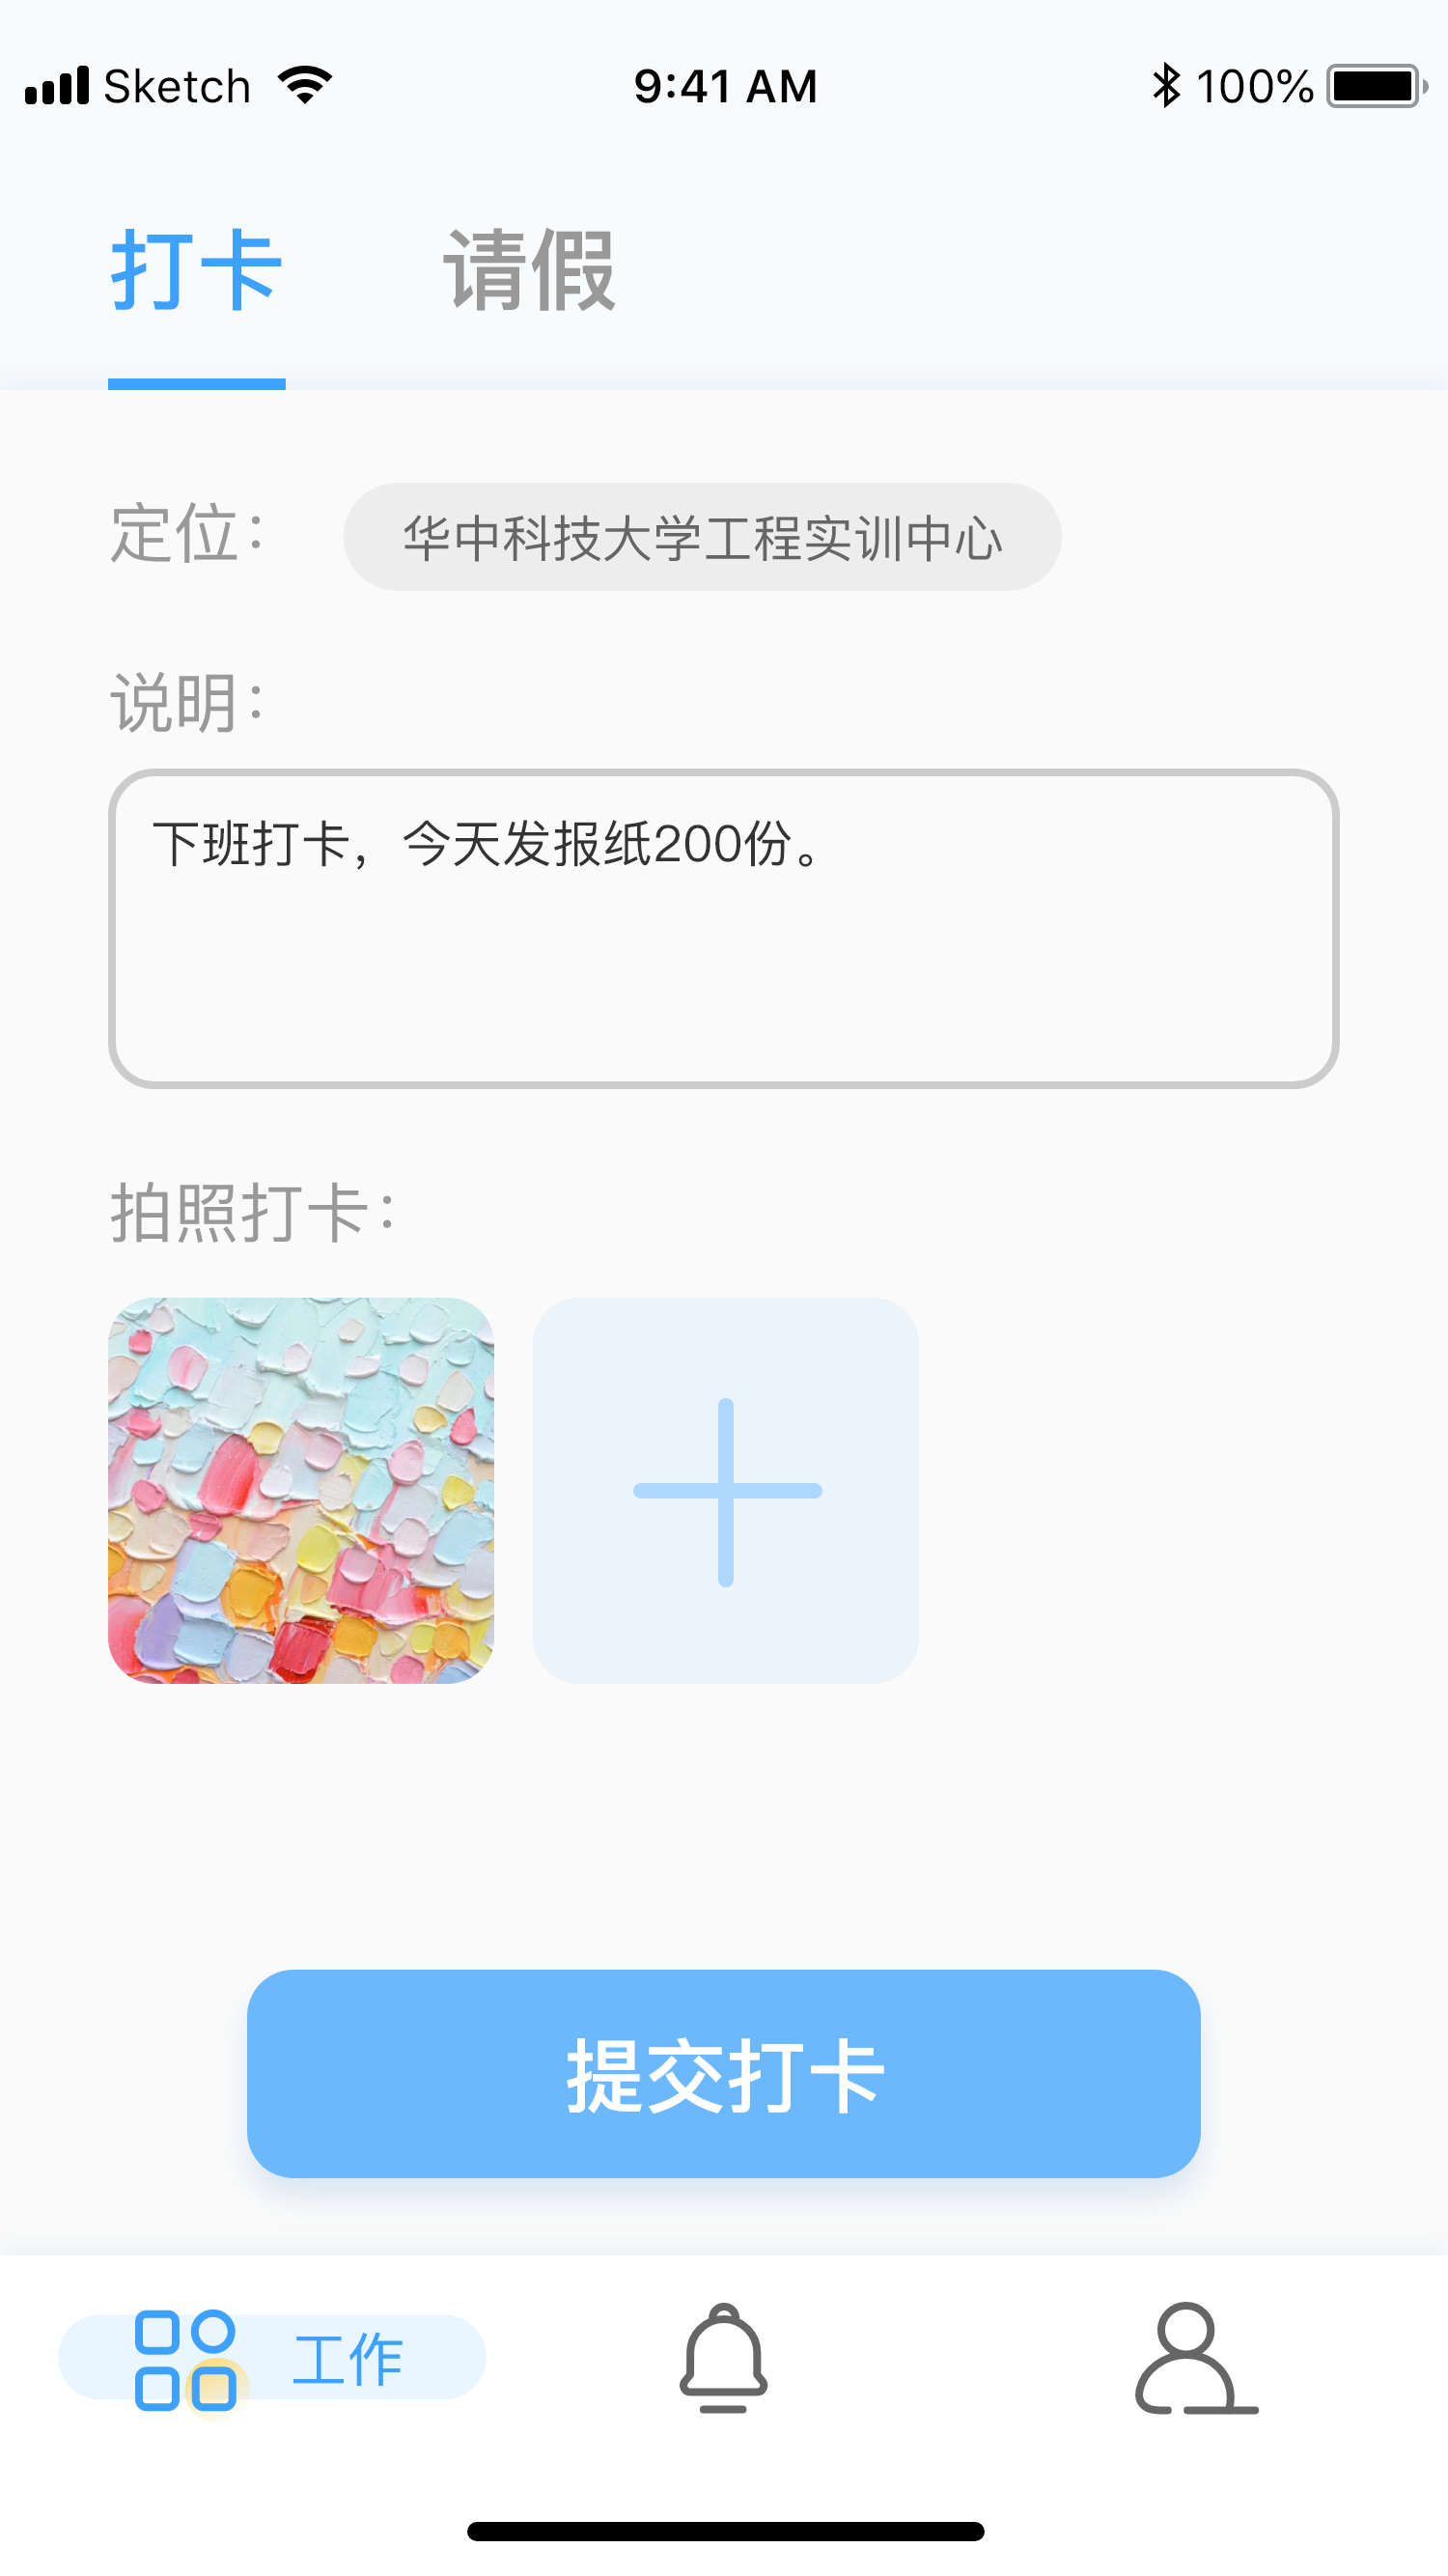 Sketch 9:41 AM 100%
打卡 请假
定位： 华中科技大学工程实训中心
说明：
下班打卡，今天发报纸200份。
拍照打卡：
提交打卡
工作